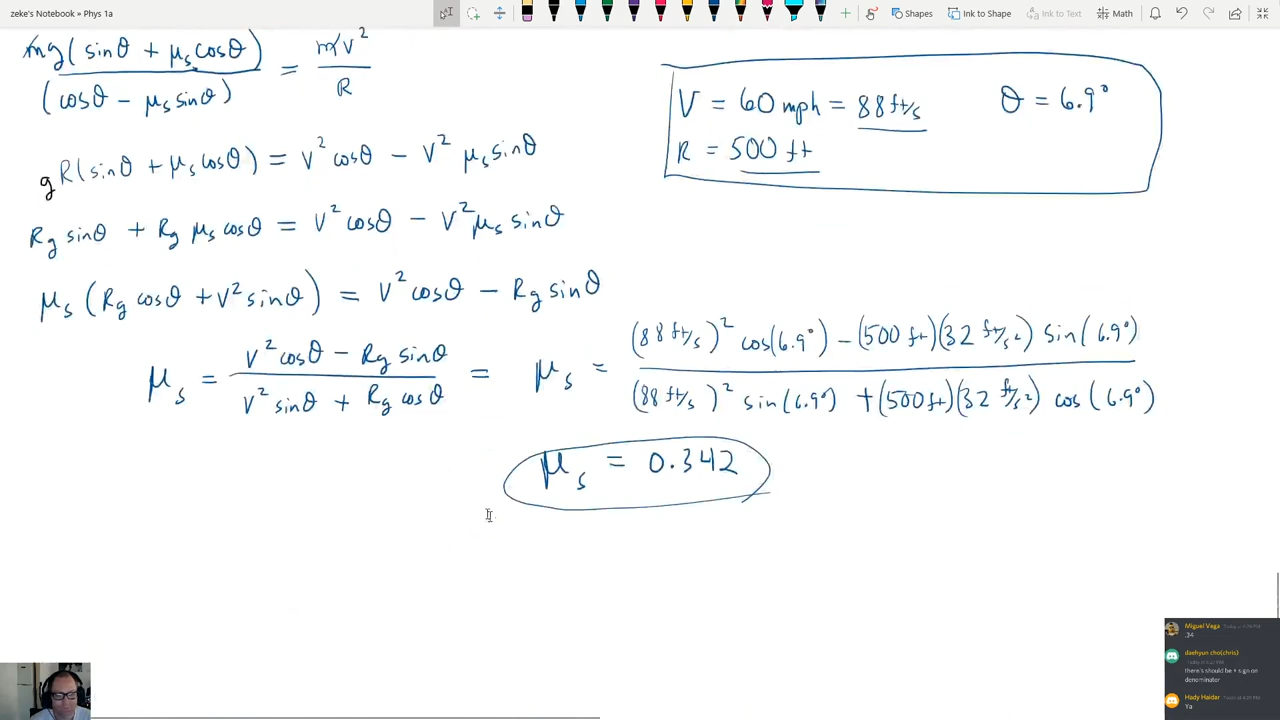 zeke's Notebook » Phys 1a
Shapes Ink to Shape Ink to Text Math
mg(sinθ + μs cosθ) / (cosθ − μs sinθ) = mv² / R
V = 60 mph = 88 ft/s θ = 6.9°
R = 500 ft
gR(sinθ + μs cosθ) = v² cosθ − v² μs sinθ
Rg sinθ + Rg μs cosθ = v² cosθ − v² μs sinθ
μs (Rg cosθ + v² sinθ) = v² cosθ − Rg sinθ
μs = (v² cosθ − Rg sinθ) / (v² sinθ + Rg cosθ) = μs = ((88 ft/s)² cos(6.9°) − (500 ft)(32 ft/s²) sin(6.9°)) / ((88 ft/s)² sin(6.9°) + (500 ft)(32 ft/s²) cos(6.9°))
μs = 0.342
Miguel Vega
.34
daehyun cho(chris)
there's should be + sign on
denominater
Hady Haidar
Ya